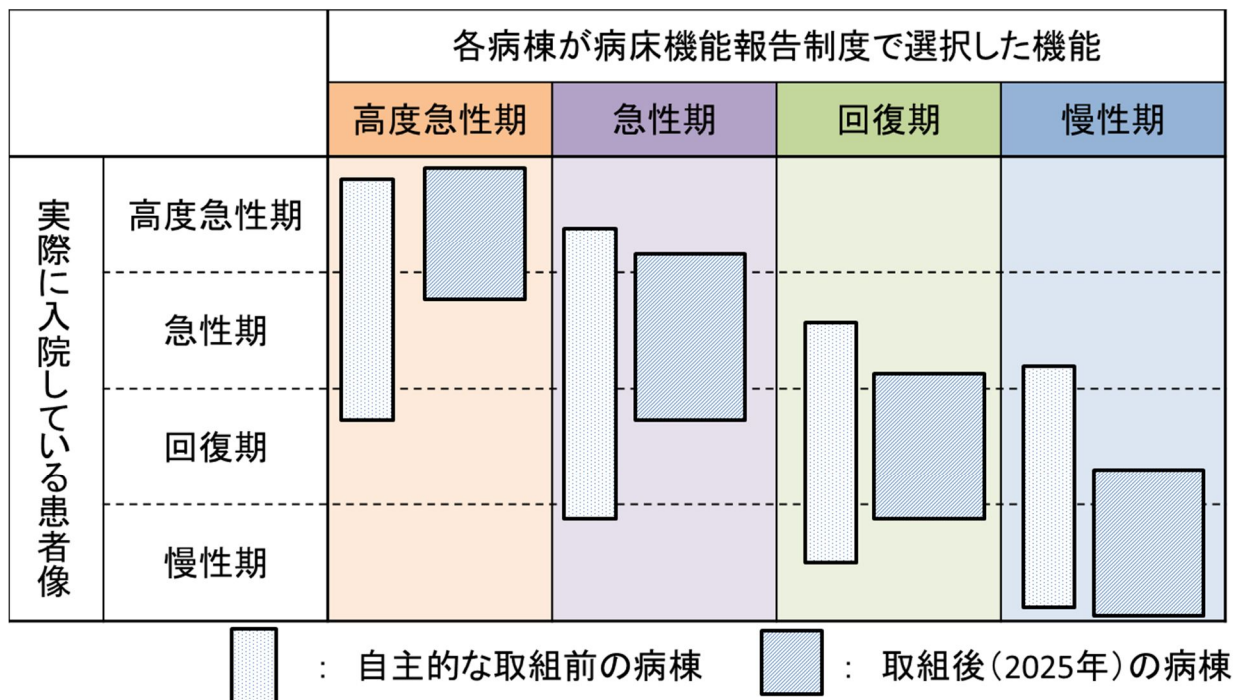 各病棟が病床機能報告制度で選択した機能
高度急性期 急性期 回復期 慢性期
実際に入院している患者像
高度急性期
急性期
回復期
慢性期
： 自主的な取組前の病棟 ： 取組後（2025年）の病棟